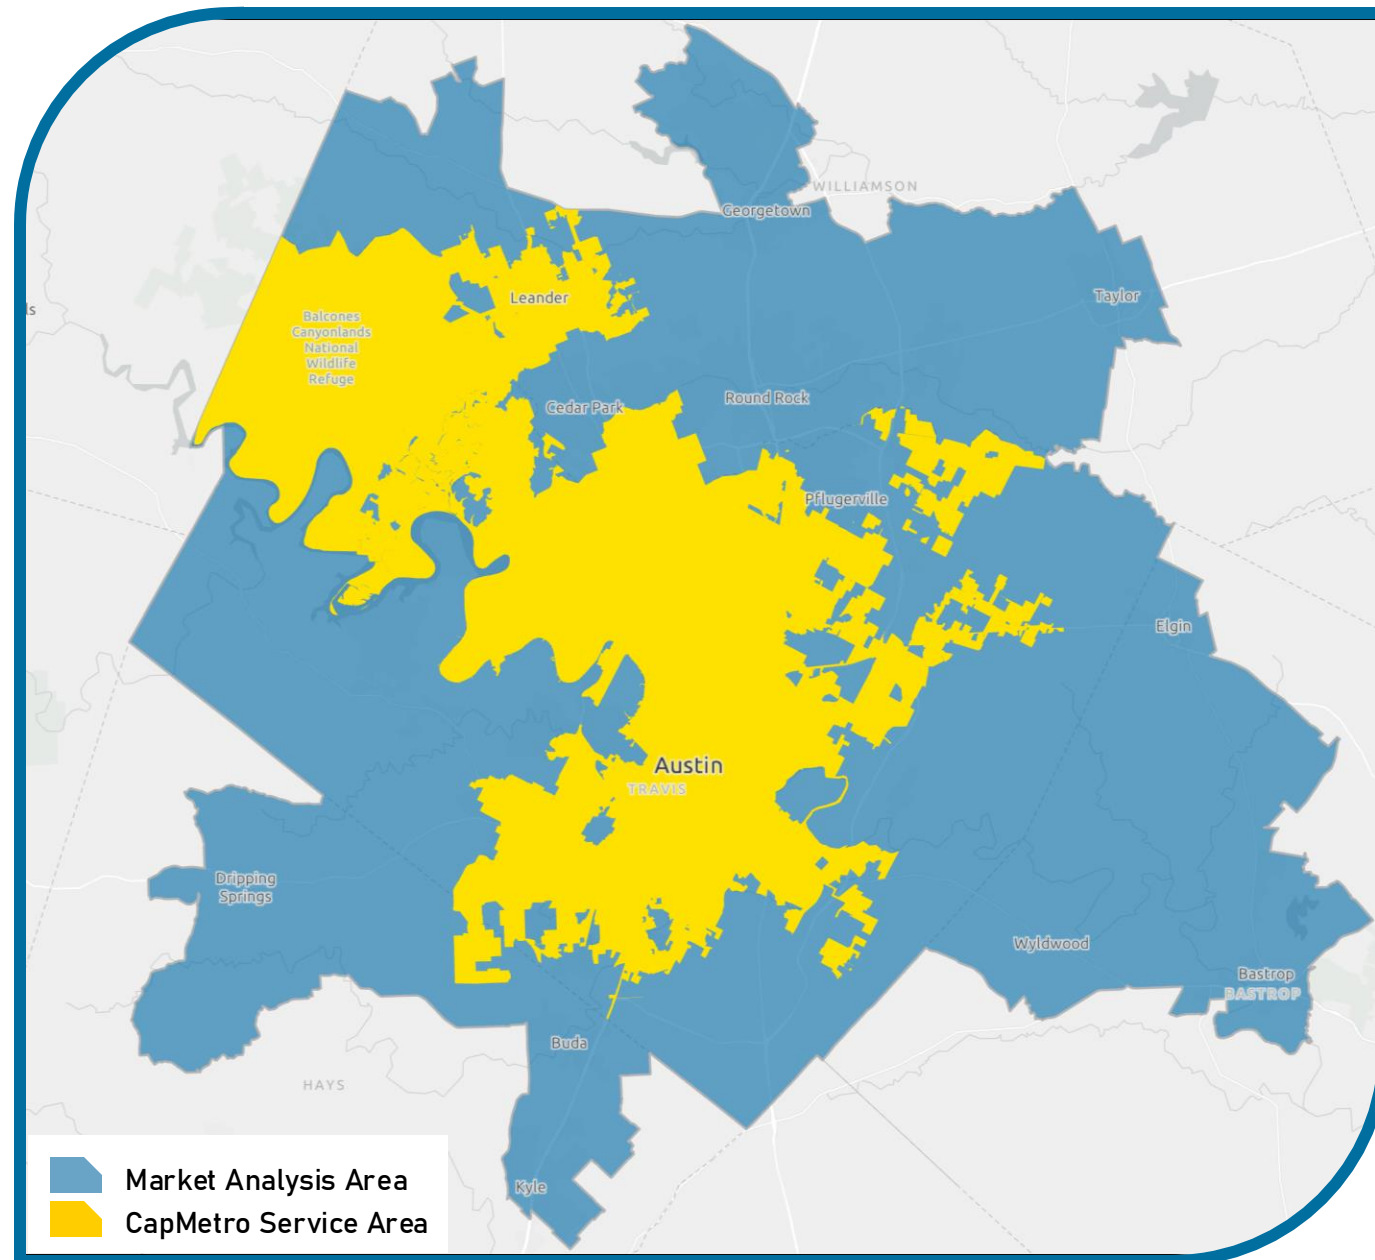 WILLIAMSON
Georgetown
Taylor
Leander
ls
Balcones
Canyonlands
National
Wildlife
Refuge
Cedar Park
Round Rock
Pflugerville
Elgin
Austin
TRAVIS
Dripping
Springs
Wyldwood
Bastrop
BASTROP
Buda
HAYS
Kyle
Market Analysis Area
CapMetro Service Area